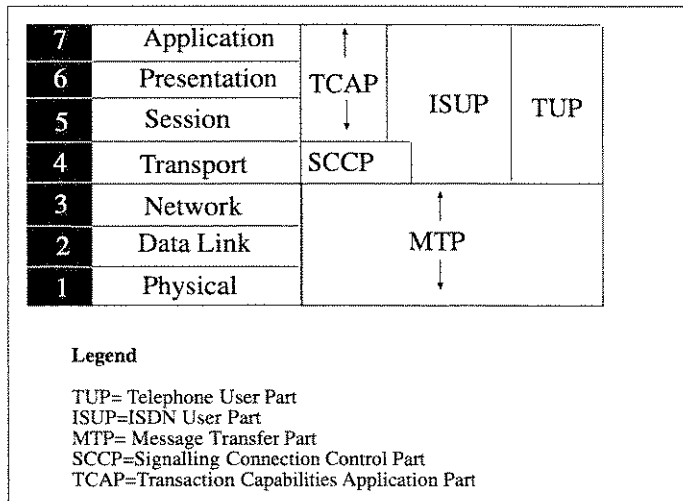 7 Application
6 Presentation TCAP
5 Session ISUP TUP
4 Transport SCCP
3 Network
2 Data Link MTP
1 Physical
Legend
TUP= Telephone User Part
ISUP=ISDN User Part
MTP= Message Transfer Part
SCCP=Signalling Connection Control Part
TCAP=Transaction Capabilities Application Part